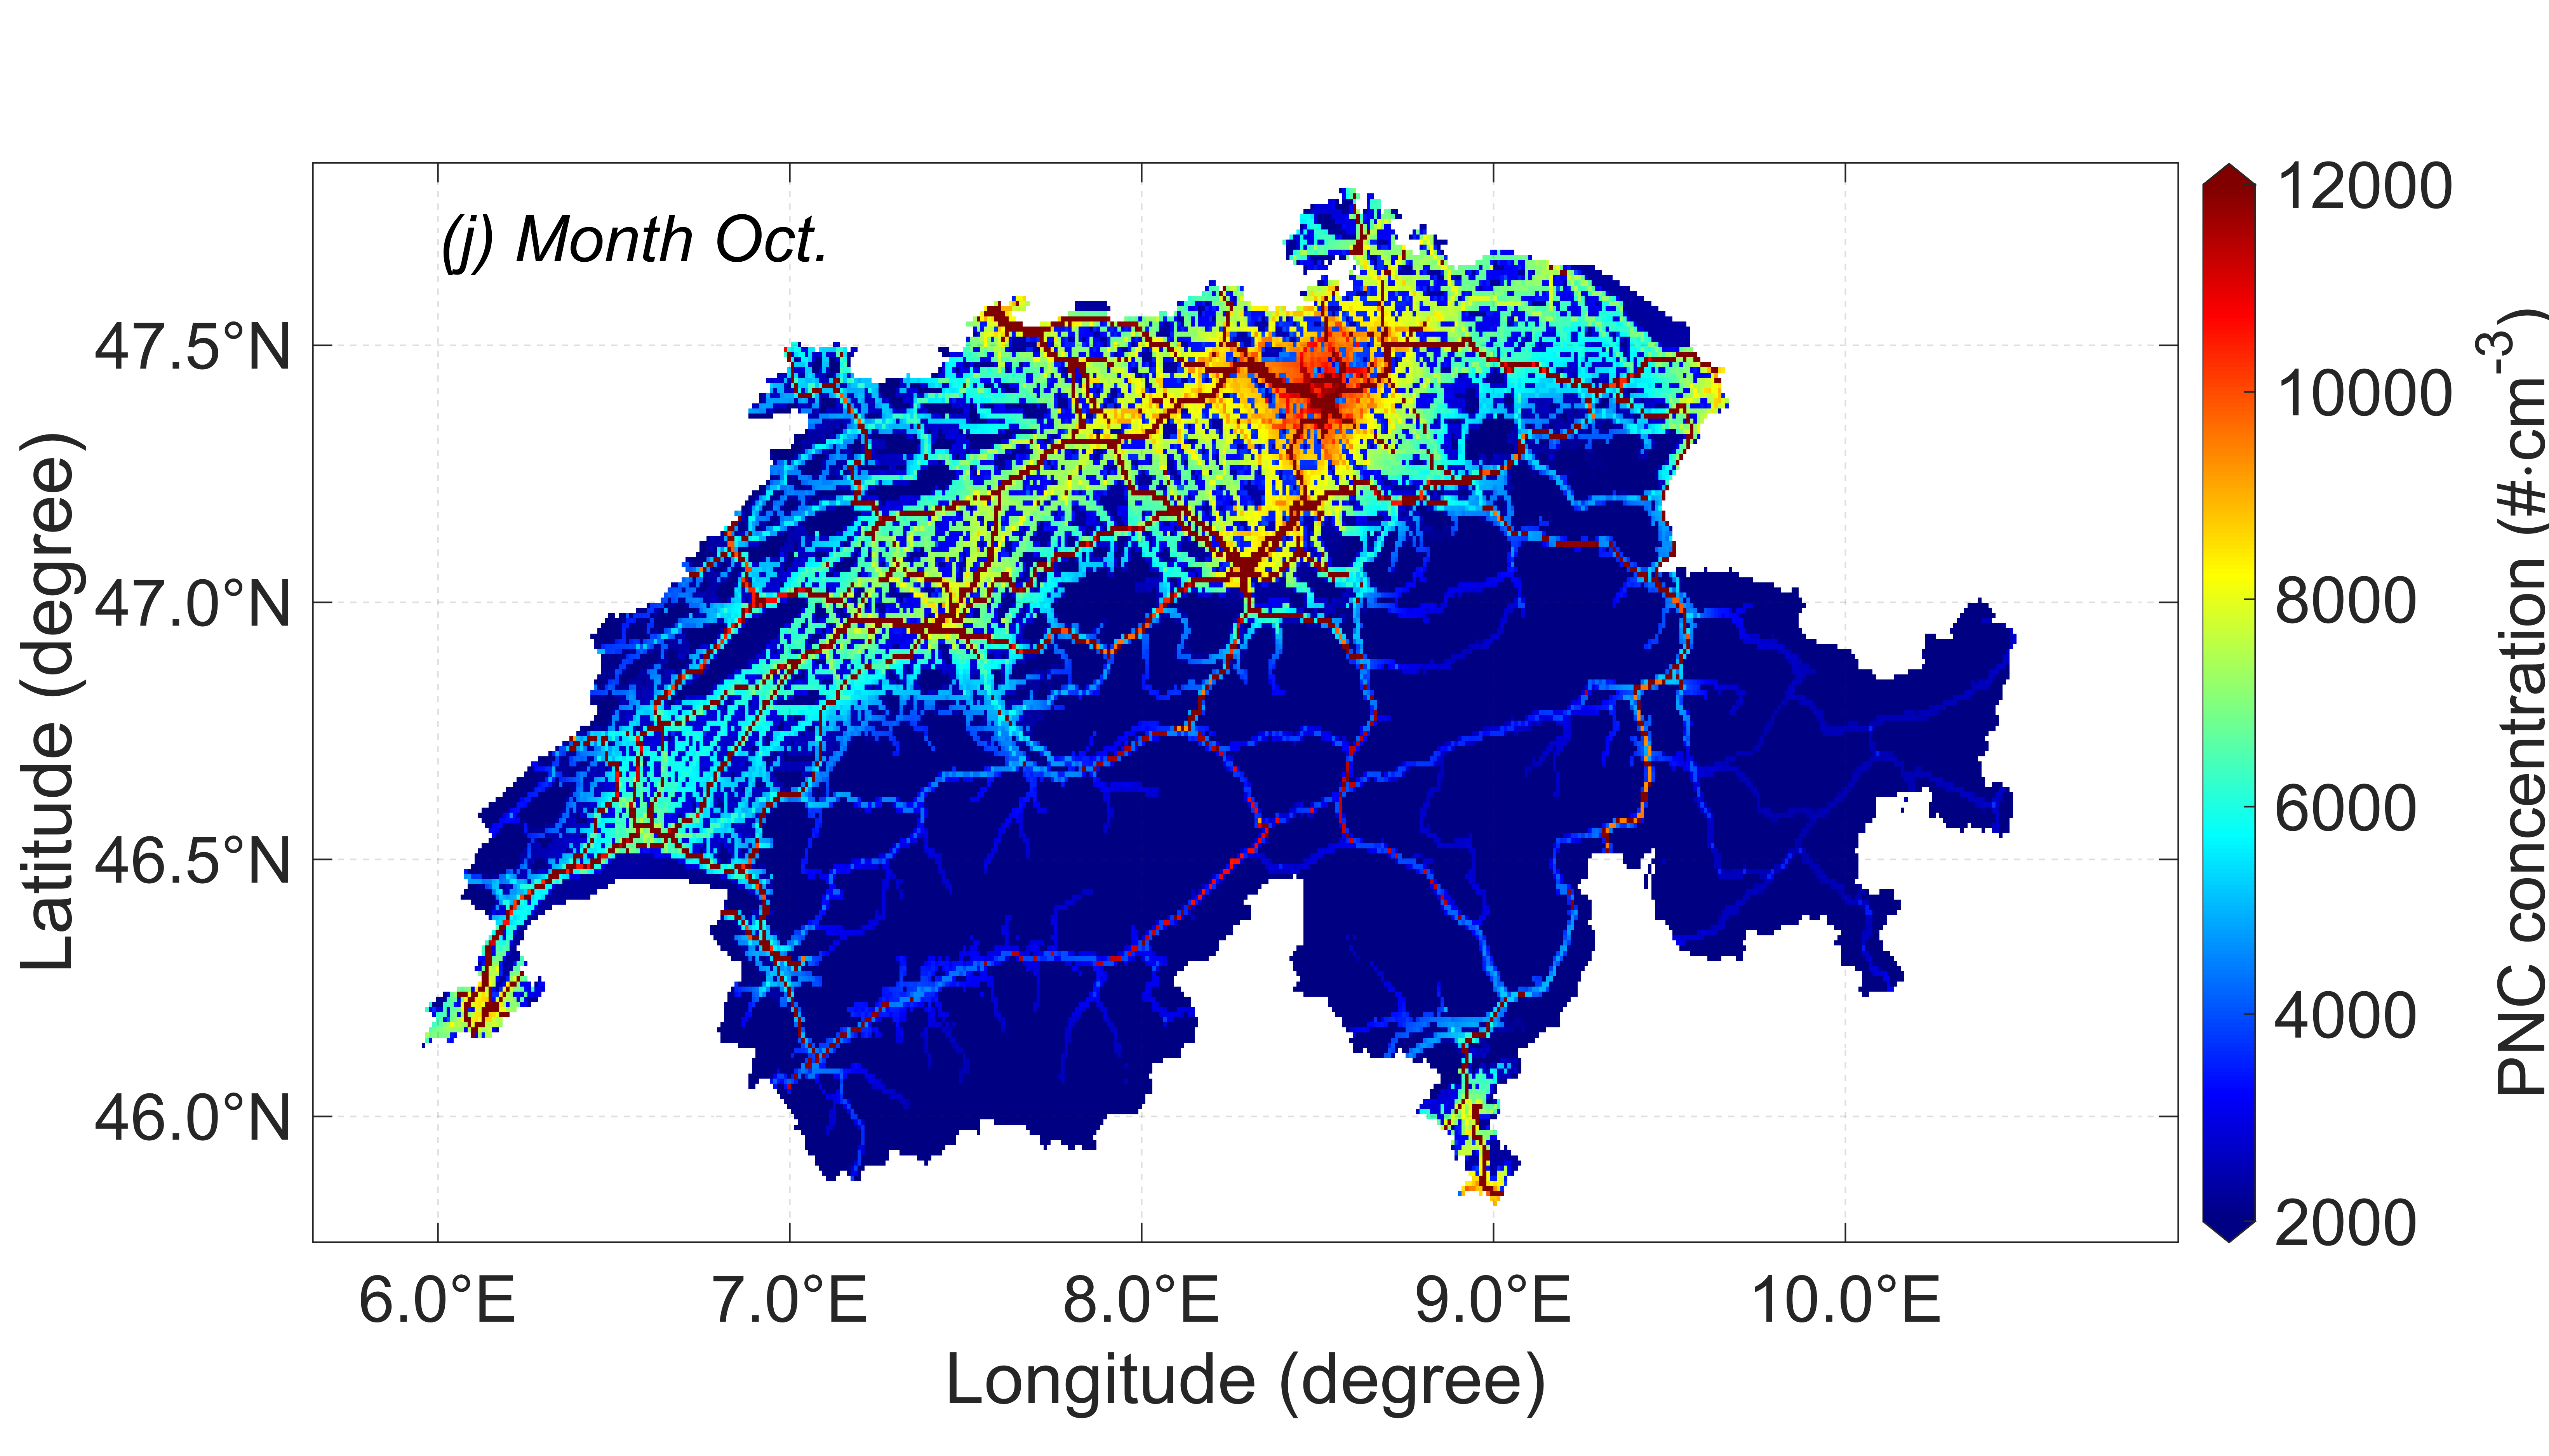 (j) Month Oct.
47.5°N
47.0°N
46.5°N
46.0°N
Latitude (degree)
6.0°E 7.0°E 8.0°E 9.0°E 10.0°E
Longitude (degree)
12000
10000
8000
6000
4000
2000
PNC concentration (#·cm⁻³)